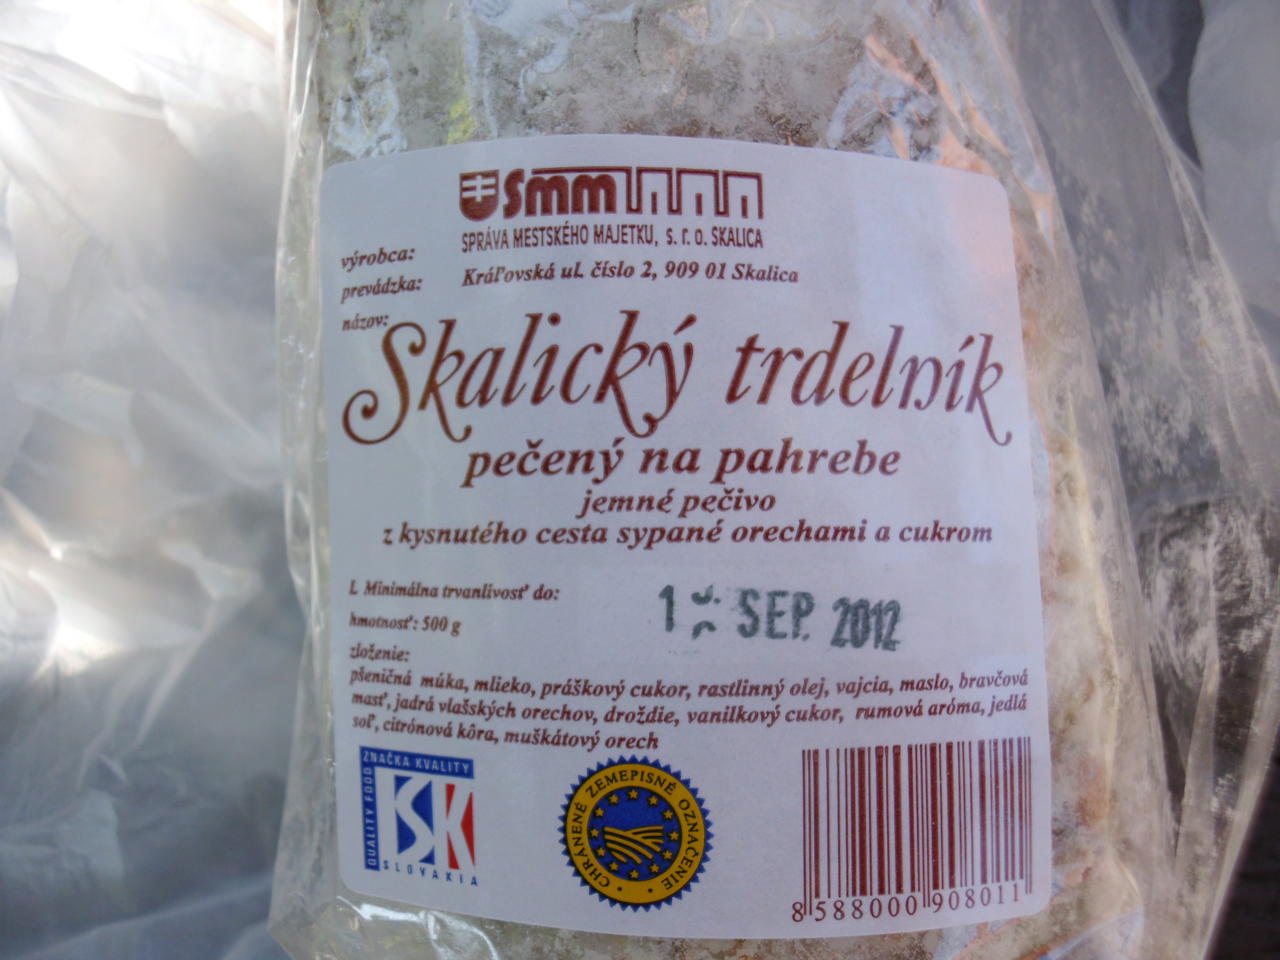 smm
SPRÁVA MESTSKÉHO MAJETKU, s.r.o. SKALICA
výrobca:
prevádzka: Kráľovská ul. číslo 2, 909 01 Skalica
názov:
Skalický trdelník
pečený na pahrebe
jemné pečivo
z kysnutého cesta sypané orechami a cukrom
L Minimálna trvanlivosť do:
SEP. 2012
hmotnosť: 500 g
zloženie:
pšeničná múka, mlieko, práškový cukor, rastlinný olej, vajcia, maslo, bravčová
masť, jadrá vlašských orechov, droždie, vanilkový cukor, rumová aróma, jedlá
soľ, citrónová kôra, muškátový orech
ZNAČKA KVALITY
QUALITY FOOD
SK
SLOVAKIA
CHRÁNENÉ ZEMEPISNÉ OZNAČENIE
8 588000 908011